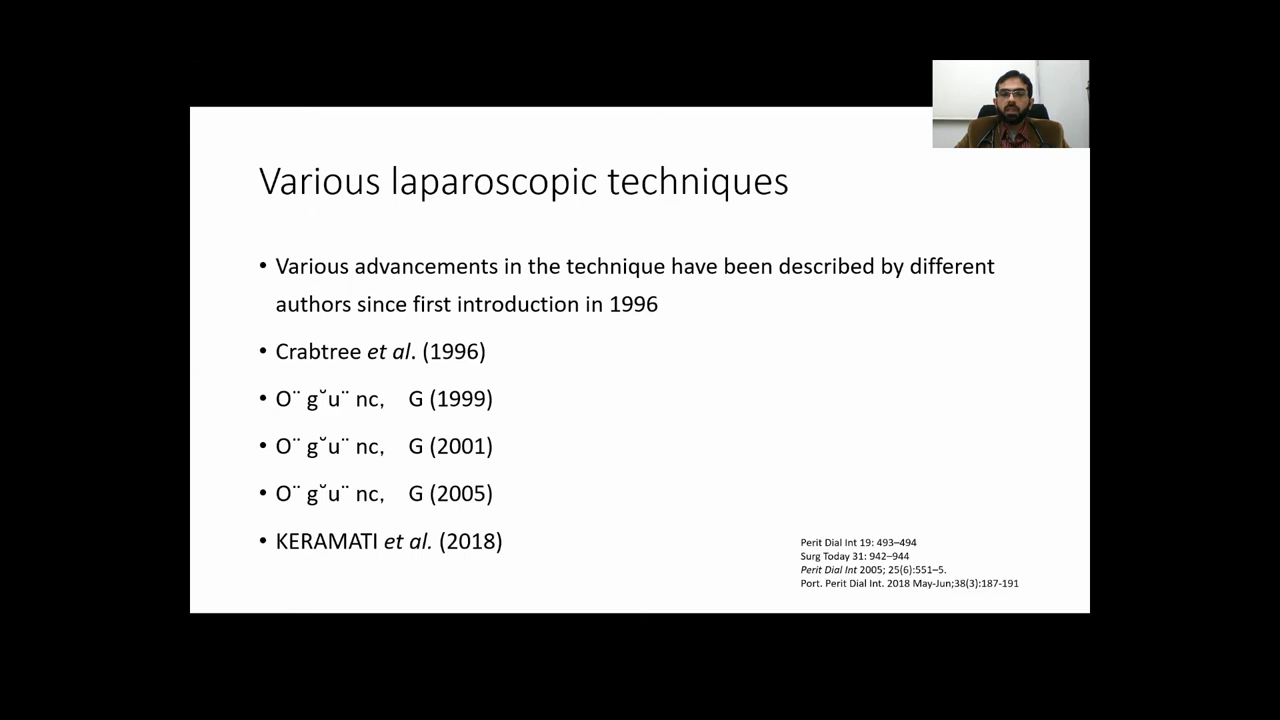 Various laparoscopic techniques
• Various advancements in the technique have been described by different
authors since first introduction in 1996
• Crabtree et al. (1996)
• O¨ g˘u¨ nc, G (1999)
• O¨ g˘u¨ nc, G (2001)
• O¨ g˘u¨ nc, G (2005)
• KERAMATI et al. (2018)
Perit Dial Int 19: 493–494
Surg Today 31: 942–944
Perit Dial Int 2005; 25(6):551–5.
Port. Perit Dial Int. 2018 May-Jun;38(3):187-191